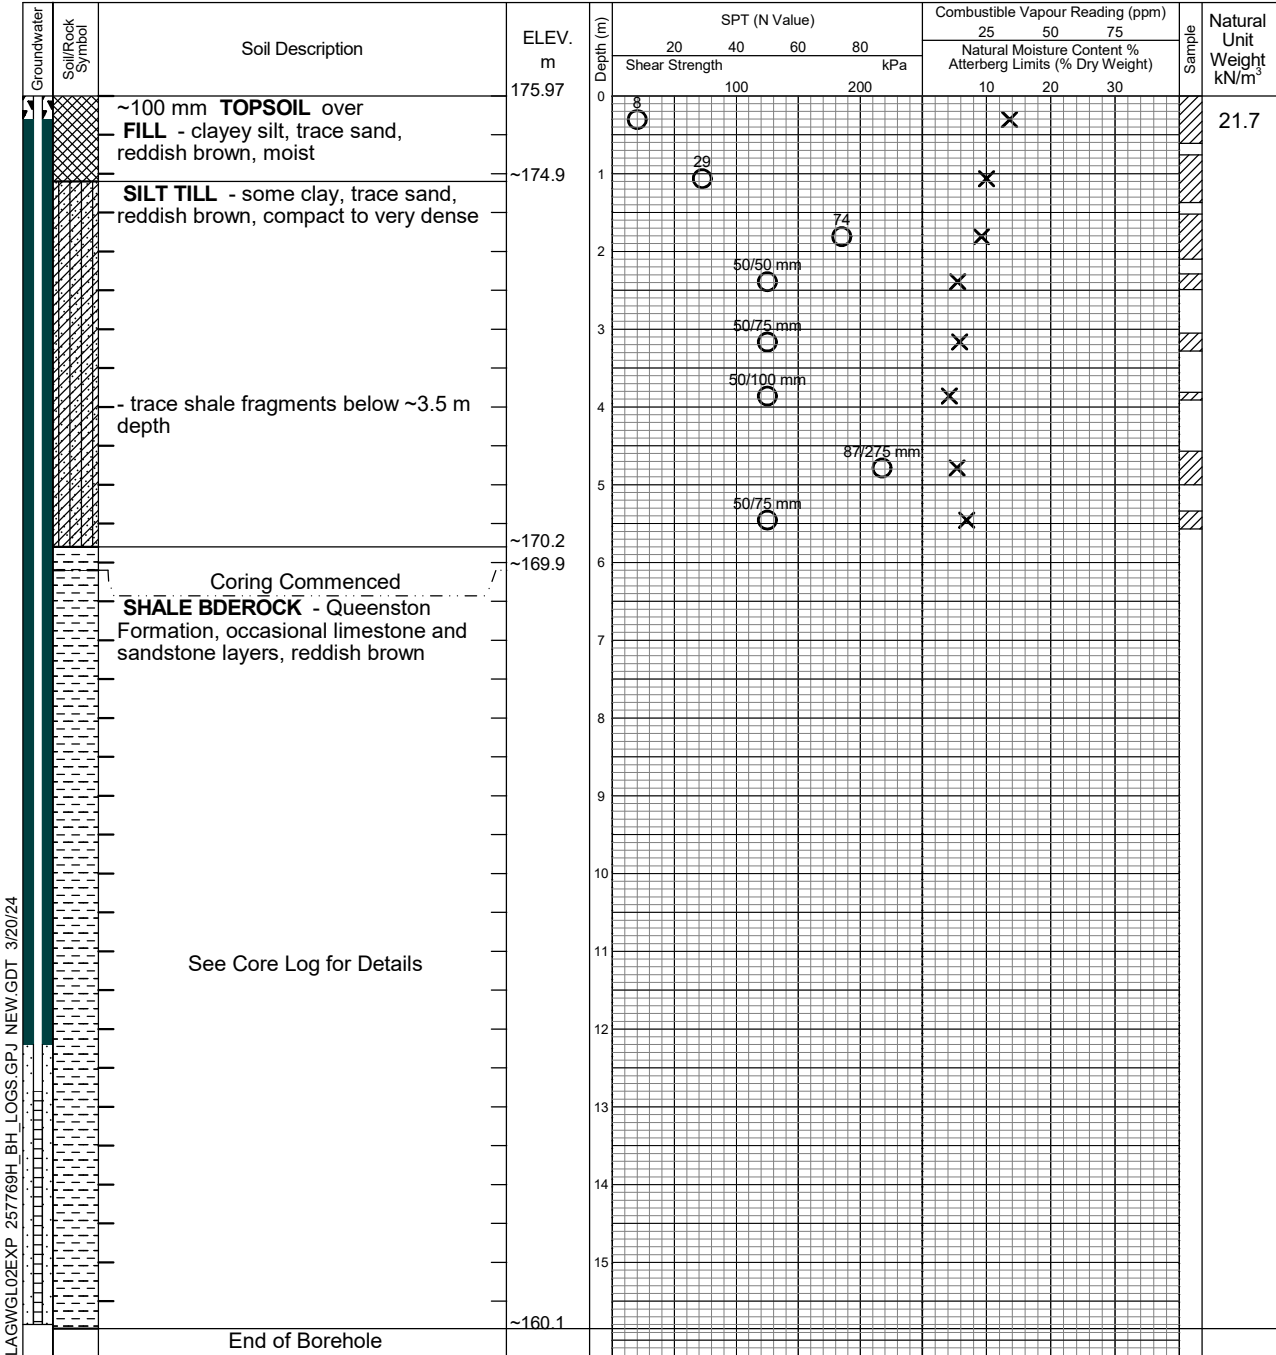 Groundwater
Soil/Rock
Symbol
Soil Description
ELEV.
m
Depth (m)
SPT (N Value)
20 40 60 80
Shear Strength kPa
100 200
Combustible Vapour Reading (ppm)
25 50 75
Natural Moisture Content %
Atterberg Limits (% Dry Weight)
10 20 30
Sample
Natural
Unit
Weight
kN/m³
175.97
0
~100 mm TOPSOIL over
FILL - clayey silt, trace sand,
reddish brown, moist
8
21.7
~174.9
1
29
SILT TILL - some clay, trace sand,
reddish brown, compact to very dense
74
2
50/50 mm
3
50/75 mm
50/100 mm
- trace shale fragments below ~3.5 m
depth
4
87/275 mm
5
50/75 mm
~170.2
~169.9
6
Coring Commenced
SHALE BDEROCK - Queenston
Formation, occasional limestone and
sandstone layers, reddish brown
7
8
9
10
11
See Core Log for Details
12
13
14
15
~160.1
End of Borehole
LAGWGL02EXP 257769H_BH_LOGS.GPJ NEW.GDT 3/20/24